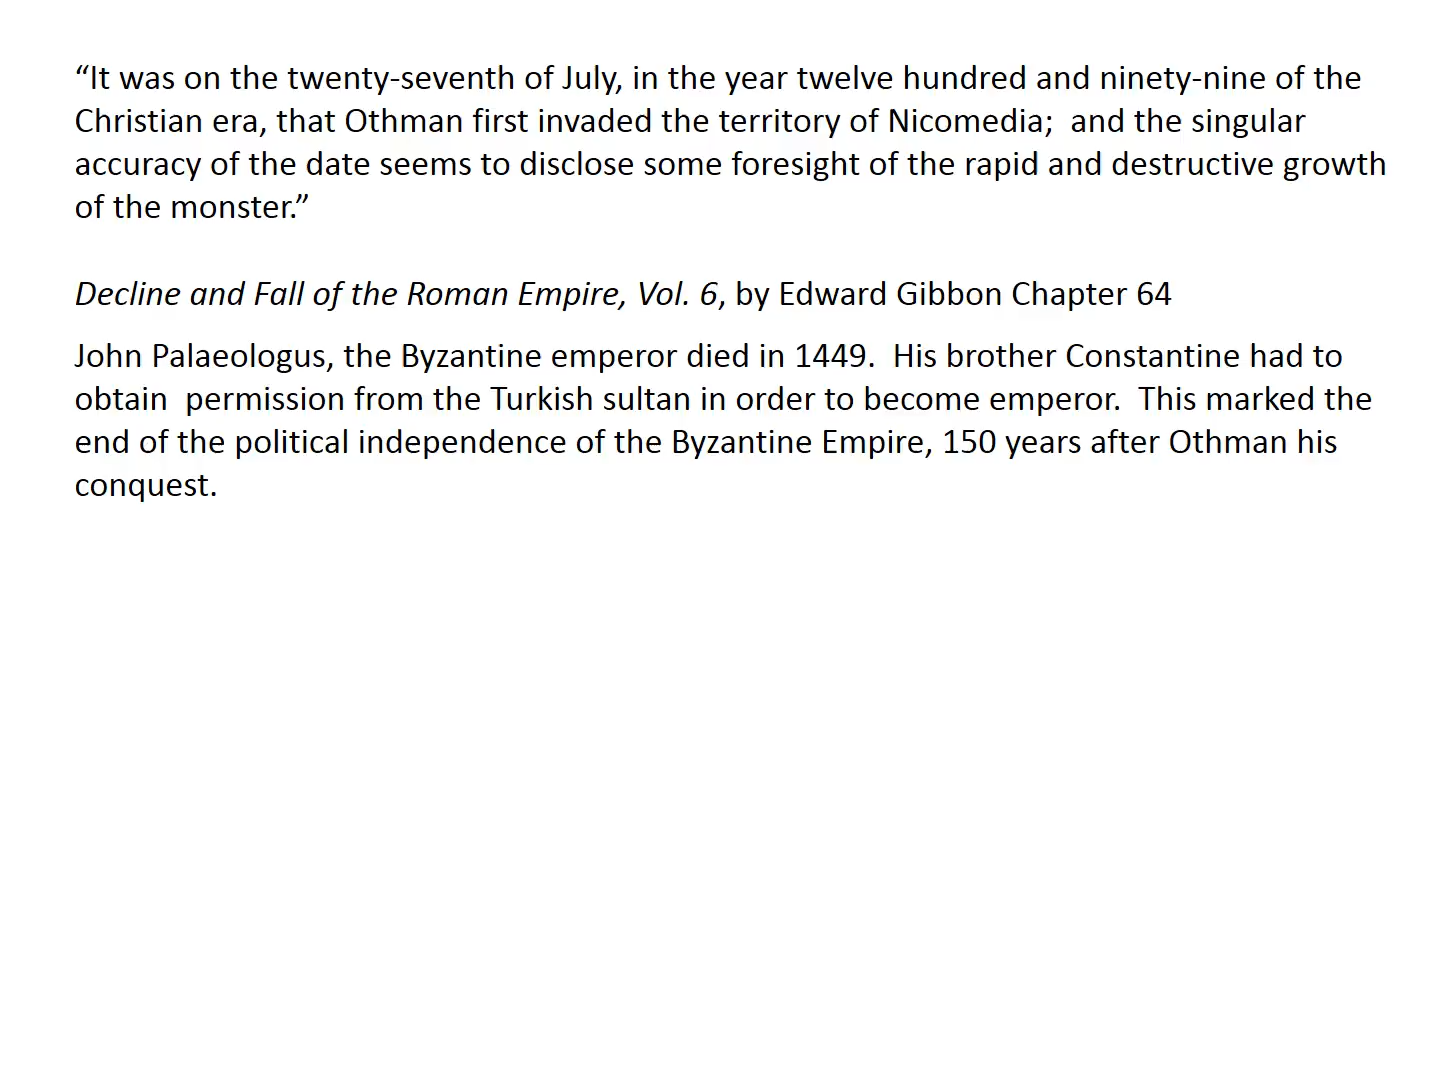 “It was on the twenty-seventh of July, in the year twelve hundred and ninety-nine of the
Christian era, that Othman first invaded the territory of Nicomedia;  and the singular
accuracy of the date seems to disclose some foresight of the rapid and destructive growth
of the monster.”
Decline and Fall of the Roman Empire, Vol. 6, by Edward Gibbon Chapter 64
John Palaeologus, the Byzantine emperor died in 1449.  His brother Constantine had to
obtain  permission from the Turkish sultan in order to become emperor.  This marked the
end of the political independence of the Byzantine Empire, 150 years after Othman his
conquest.